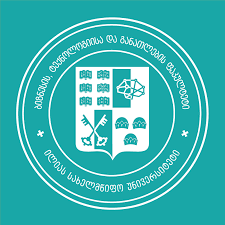 ბიზნესის, ტექნოლოგიისა და განათლების ფაკულტეტი
ილიას სახელმწიფო უნივერსიტეტი